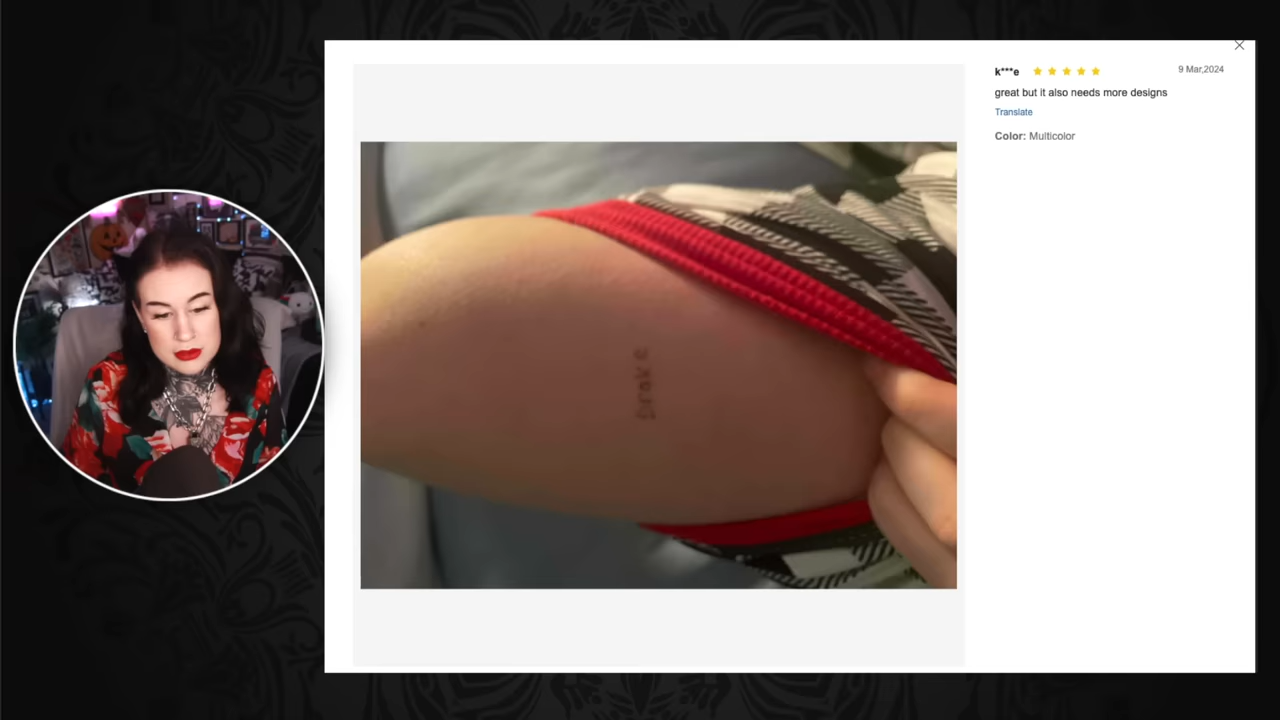 k***e
9 Mar,2024
great but it also needs more designs
Translate
Color: Multicolor